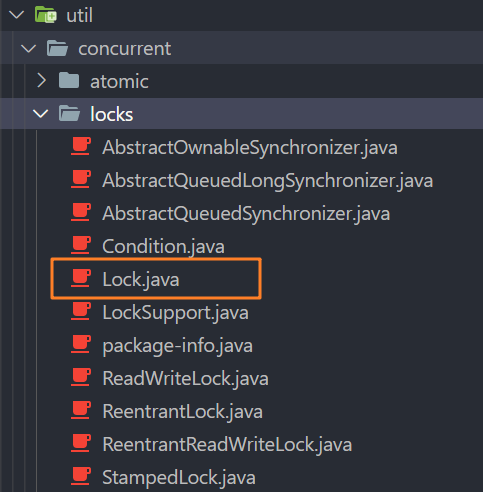 util
concurrent
atomic
locks
AbstractOwnableSynchronizer.java
AbstractQueuedLongSynchronizer.java
AbstractQueuedSynchronizer.java
Condition.java
Lock.java
LockSupport.java
package-info.java
ReadWriteLock.java
ReentrantLock.java
ReentrantReadWriteLock.java
StampedLock.java